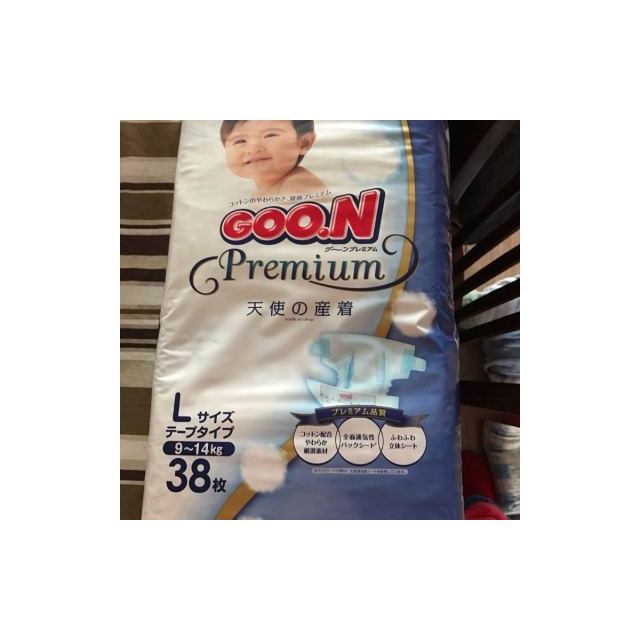 コットンのやわらかさ、最高プレミアム
GOO.N
グ〜ンプレミアム
Premium
天使の産着
tenshi no ubugi
Lサイズ
テープタイプ
9〜14kg
38枚
プレミアム品質
コットン配合
やわらか
厳選素材
全面通気性
バックシート
ふわふわ
立体シート